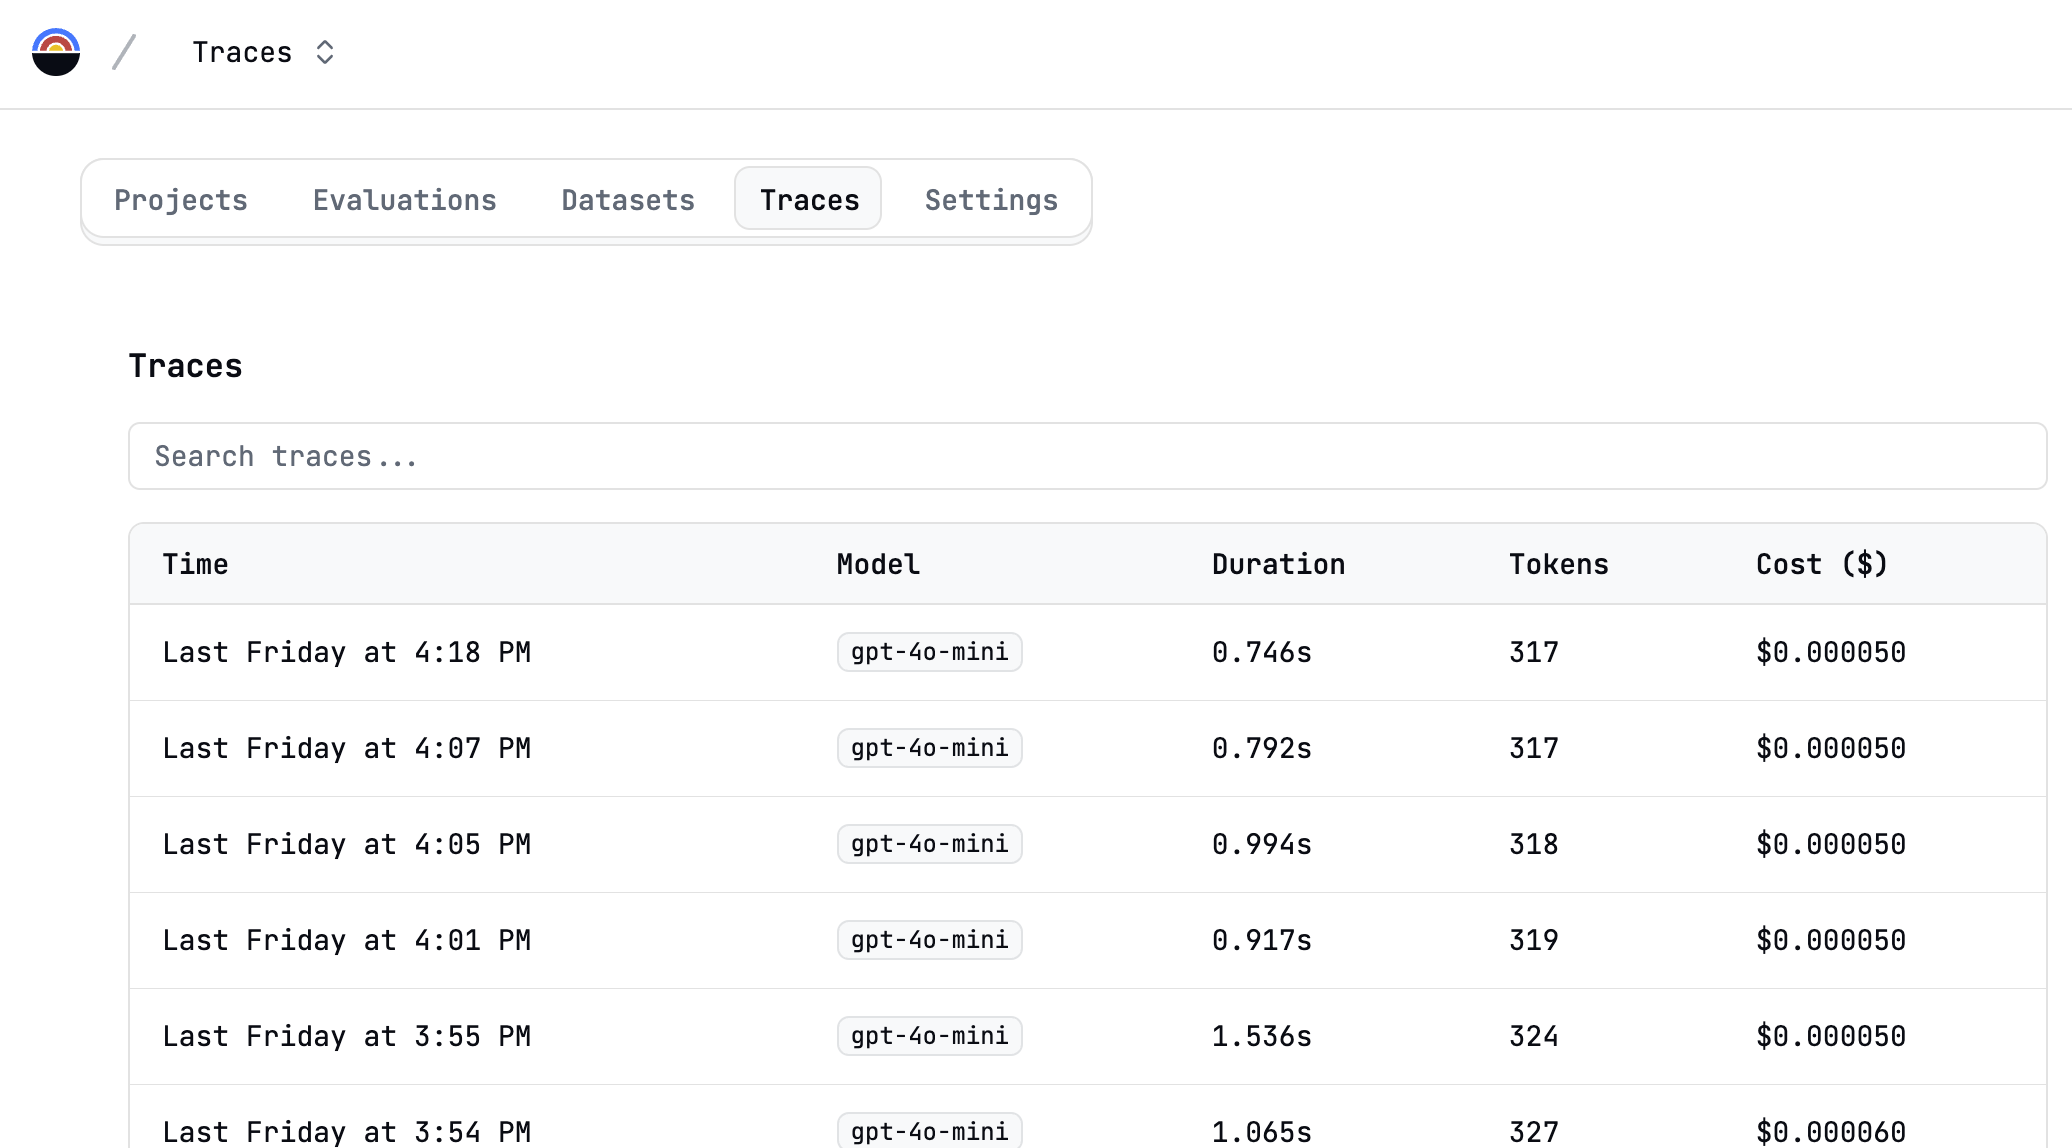 Traces
Projects Evaluations Datasets Traces Settings
Traces
Search traces...
Time Model Duration Tokens Cost ($)
Last Friday at 4:18 PM gpt-4o-mini 0.746s 317 $0.000050
Last Friday at 4:07 PM gpt-4o-mini 0.792s 317 $0.000050
Last Friday at 4:05 PM gpt-4o-mini 0.994s 318 $0.000050
Last Friday at 4:01 PM gpt-4o-mini 0.917s 319 $0.000050
Last Friday at 3:55 PM gpt-4o-mini 1.536s 324 $0.000050
Last Friday at 3:54 PM gpt-4o-mini 1.065s 327 $0.000060